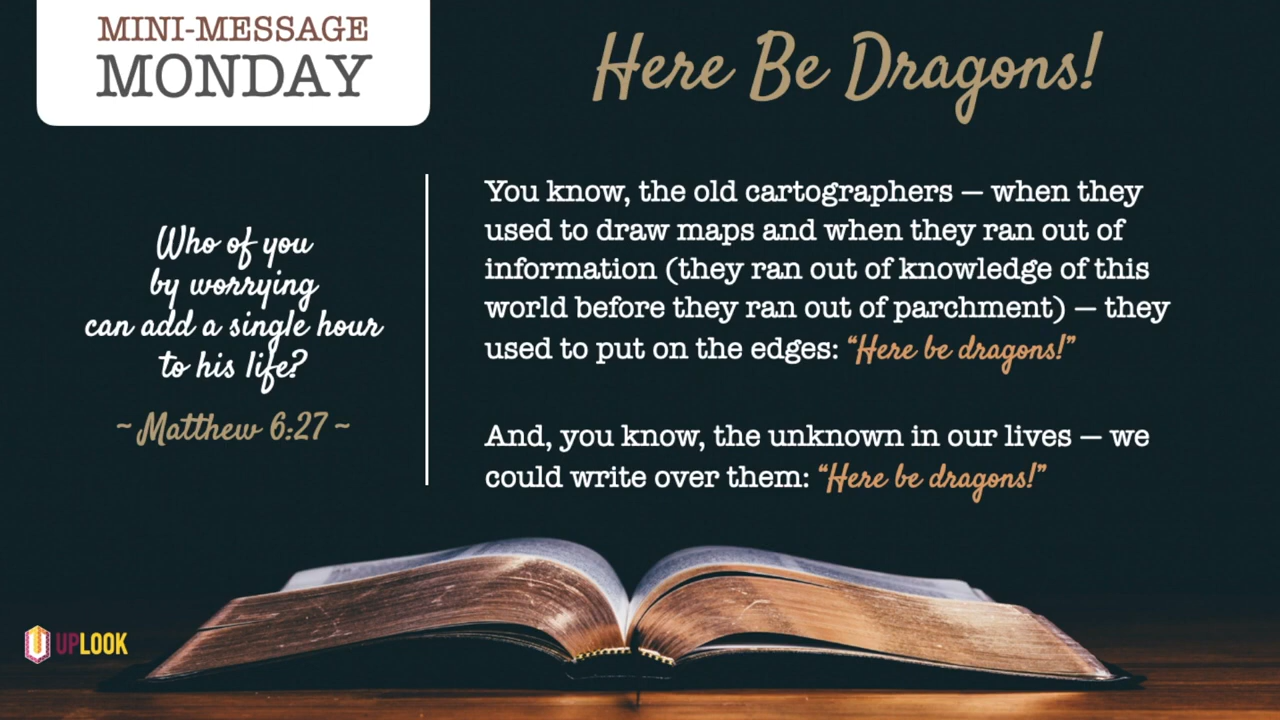 MINI-MESSAGE
MONDAY
Here Be Dragons!
Who of you
by worrying
can add a single hour
to his life?
~ Matthew 6:27 ~
You know, the old cartographers — when they
used to draw maps and when they ran out of
information (they ran out of knowledge of this
world before they ran out of parchment) — they
used to put on the edges: “Here be dragons!”
And, you know, the unknown in our lives — we
could write over them: “Here be dragons!”
UPLOOK